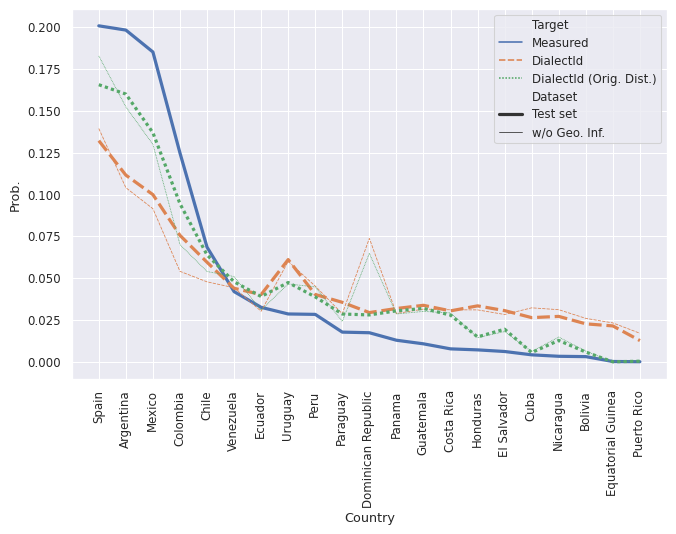 Target
Measured
DialectId
DialectId (Orig. Dist.)
Dataset
Test set
w/o Geo. Inf.
Prob.
0.200
0.175
0.150
0.125
0.100
0.075
0.050
0.025
0.000
Spain
Argentina
Mexico
Colombia
Chile
Venezuela
Ecuador
Uruguay
Peru
Paraguay
Dominican Republic
Panama
Guatemala
Costa Rica
Honduras
El Salvador
Cuba
Nicaragua
Bolivia
Equatorial Guinea
Puerto Rico
Country